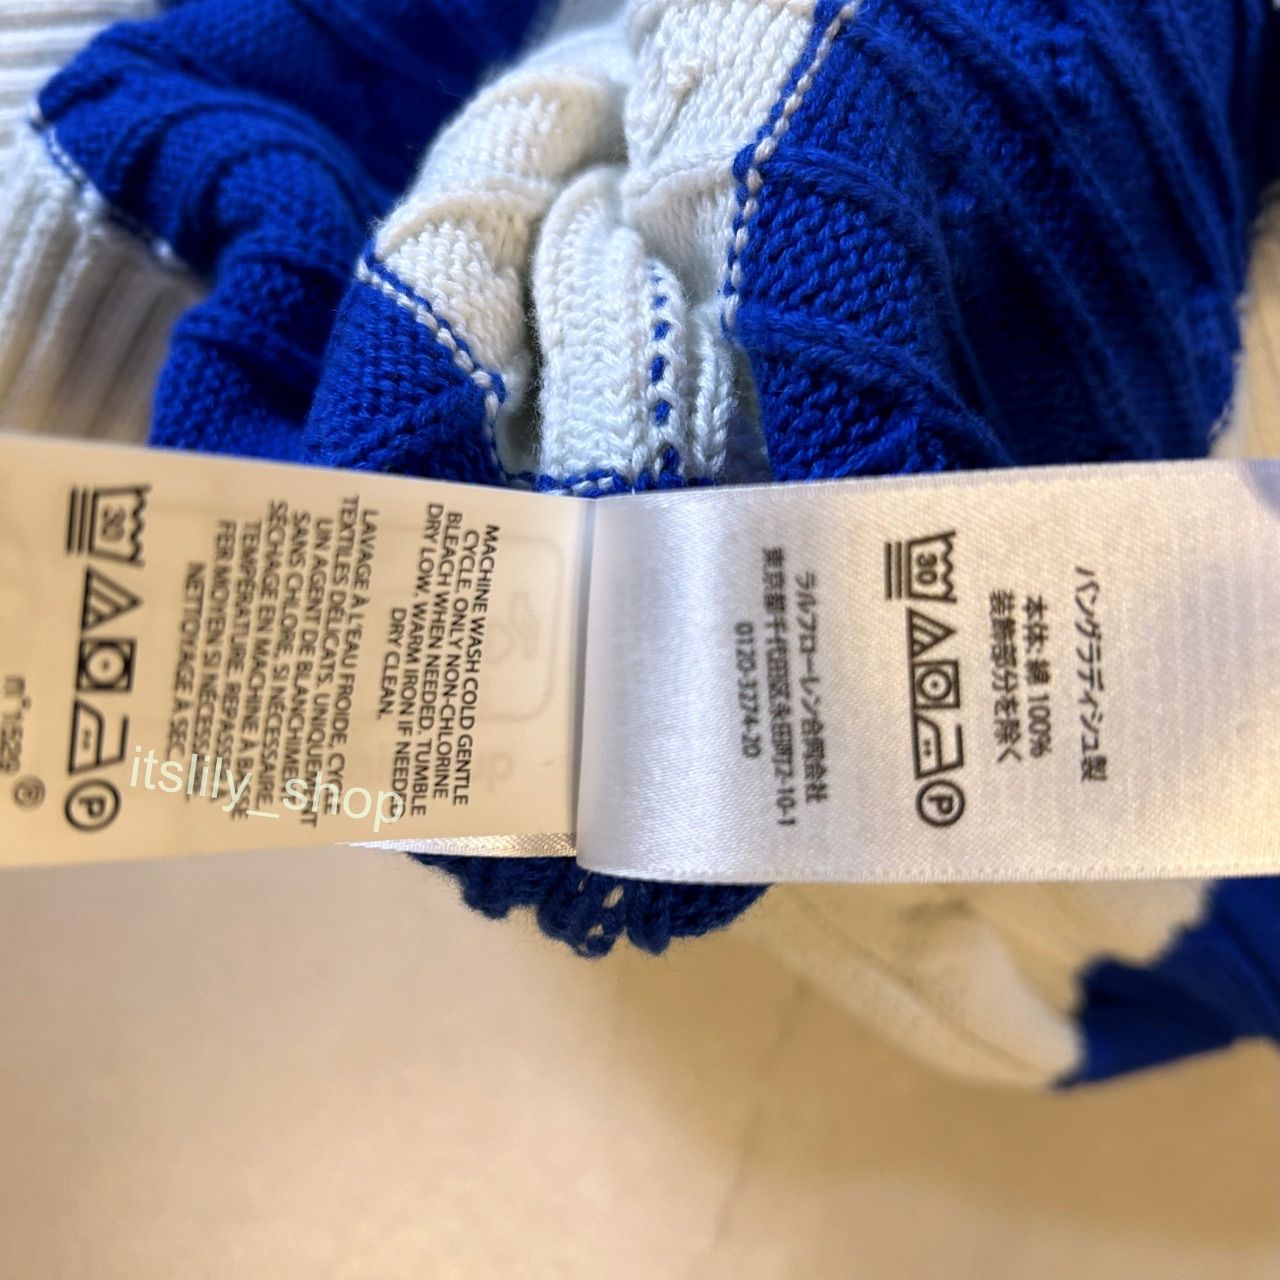 MACHINE WASH COLD GENTLE
CYCLE. ONLY NON-CHLORINE
BLEACH WHEN NEEDED. TUMBLE
DRY LOW. WARM IRON IF NEEDED.
DRY CLEAN.
LAVAGE À L'EAU FROIDE, CYCLE
TEXTILES DÉLICATS, UNIQUEMENT
UN AGENT DE BLANCHIMENT
SANS CHLORE, SI NÉCESSAIRE,
SÉCHAGE EN MACHINE À BASSE
TEMPÉRATURE. REPASSER
FER MOYEN SI NÉCESS
NETTOYAGE À SEC
30
P
n° 1529
®
バングラディシュ製
本体: 綿 100%
装飾部分を除く
30
P
ラルフローレン合同会社
東京都千代田区永田町2-10-1
0120-3274-20
itslily_shop